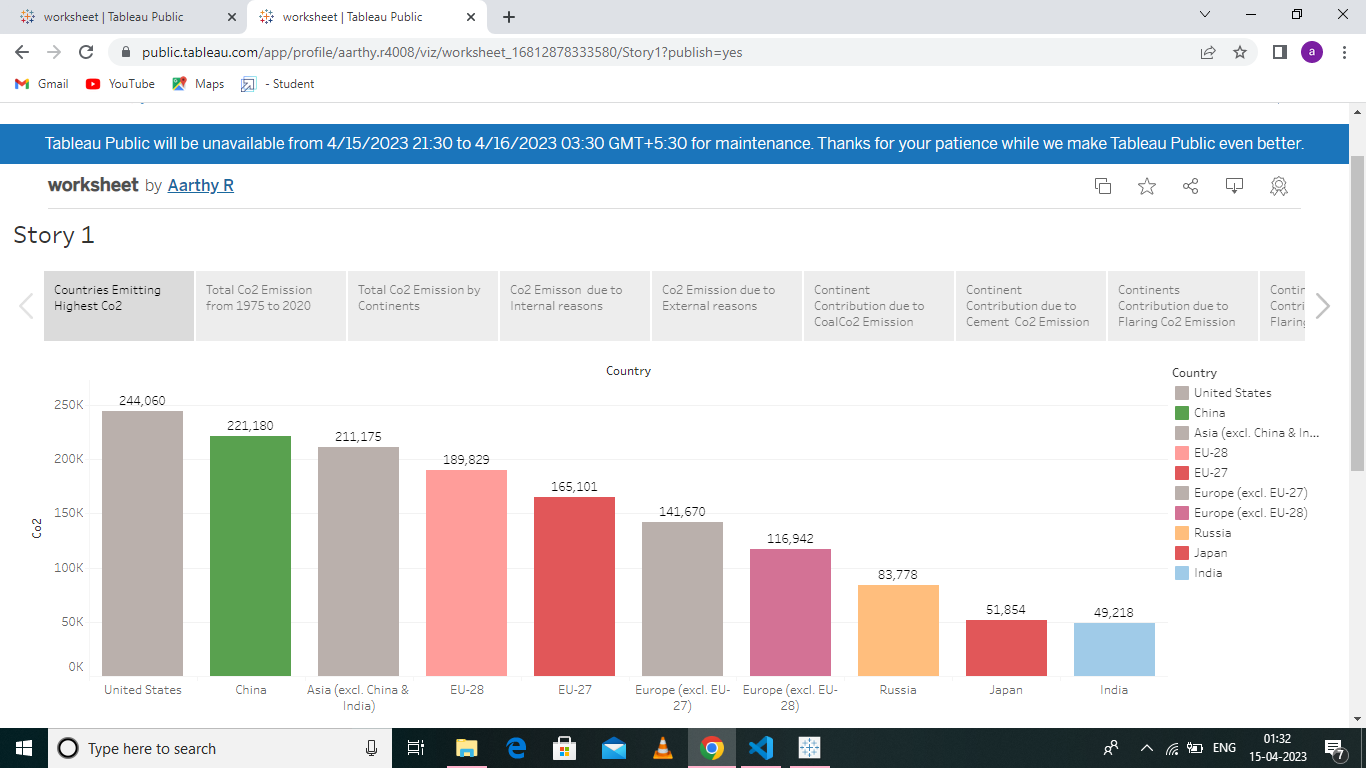 worksheet | Tableau Public
worksheet | Tableau Public
public.tableau.com/app/profile/aarthy.r4008/viz/worksheet_16812878333580/Story1?publish=yes
a
Gmail
YouTube
Maps
- Student
Tableau Public will be unavailable from 4/15/2023 21:30 to 4/16/2023 03:30 GMT+5:30 for maintenance. Thanks for your patience while we make Tableau Public even better.
worksheet by Aarthy R
Story 1
Countries Emitting
Highest Co2
Total Co2 Emission
from 1975 to 2020
Total Co2 Emission by
Continents
Co2 Emisson due to
Internal reasons
Co2 Emission due to
External reasons
Continent
Contribution due to
CoalCo2 Emission
Continent
Contribution due to
Cement Co2 Emission
Continents
Contribution due to
Flaring Co2 Emission
Contin
Contri
Flaring
Country
Co2
250K
200K
150K
100K
50K
0K
244,060
221,180
211,175
189,829
165,101
141,670
116,942
83,778
51,854
49,218
United States
China
Asia (excl. China &
India)
EU-28
EU-27
Europe (excl. EU-
27)
Europe (excl. EU-
28)
Russia
Japan
India
Country
United States
China
Asia (excl. China & In...
EU-28
EU-27
Europe (excl. EU-27)
Europe (excl. EU-28)
Russia
Japan
India
Type here to search
ENG
01:32
15-04-2023
7